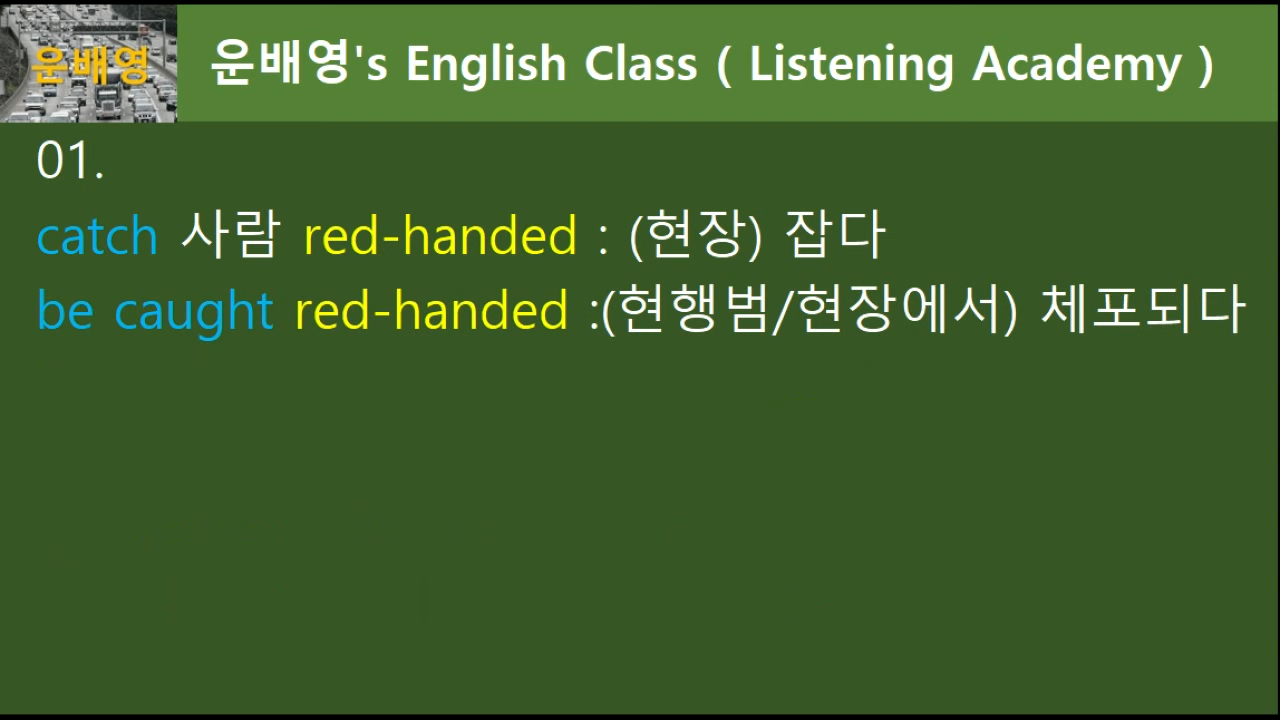 운배영
운배영's English Class ( Listening Academy )
01.
catch 사람 red-handed : (현장) 잡다
be caught red-handed :(현행범/현장에서) 체포되다